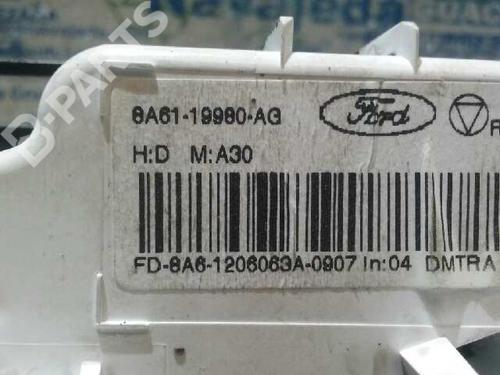 D-PARTS
8A61-19980-AG
Ford
R
H:D M:A30
FD-8A6-1206063A-0907 In:04 DMTRA